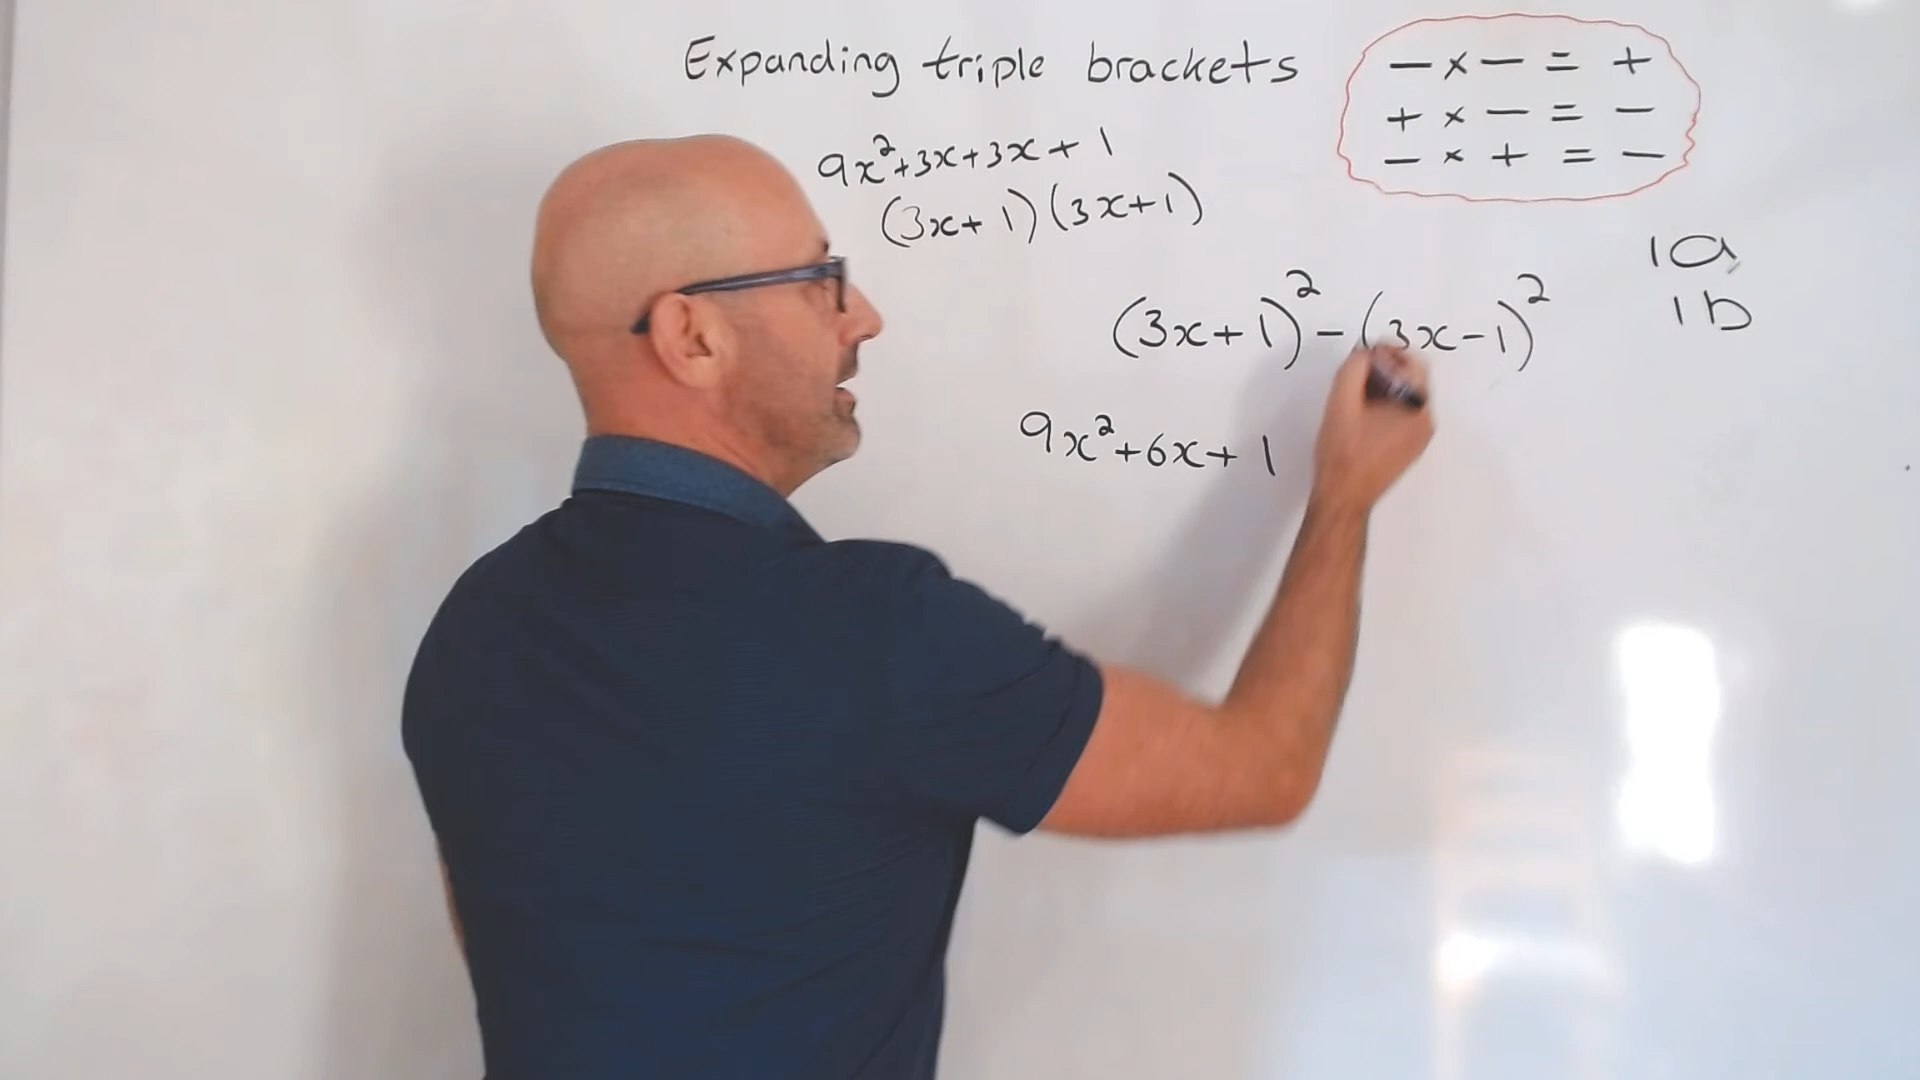 Expanding triple brackets
− × − = +
+ × − = −
− × + = −
9x²+3x+3x+1
(3x+1)(3x+1)
1a
1b
(3x+1)²−(3x−1)²
9x²+6x+1